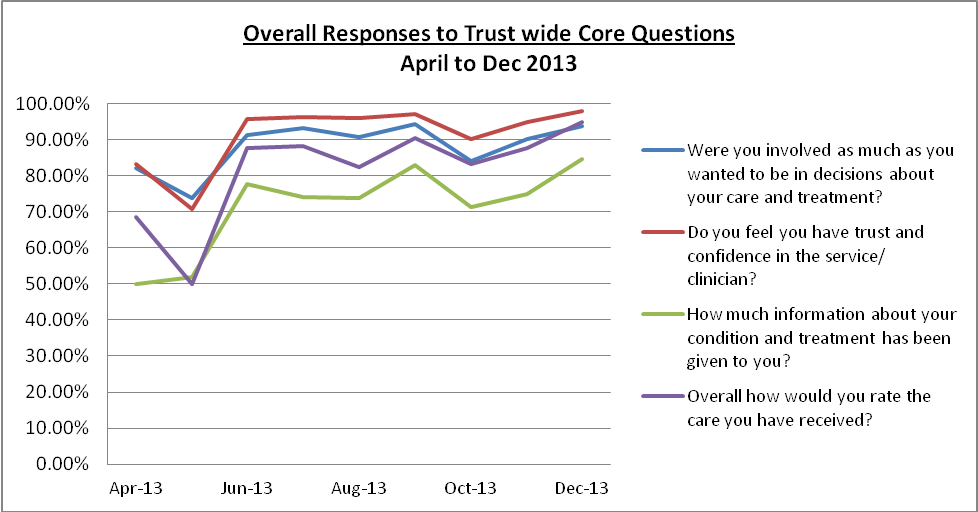 Overall Responses to Trust wide Core Questions
April to Dec 2013
100.00%
90.00%
80.00%
70.00%
60.00%
50.00%
40.00%
30.00%
20.00%
10.00%
0.00%
Apr-13 Jun-13 Aug-13 Oct-13 Dec-13
Were you involved as much as you
wanted to be in decisions about
your care and treatment?
Do you feel you have trust and
confidence in the service/
clinician?
How much information about your
condition and treatment has been
given to you?
Overall how would you rate the
care you have received?